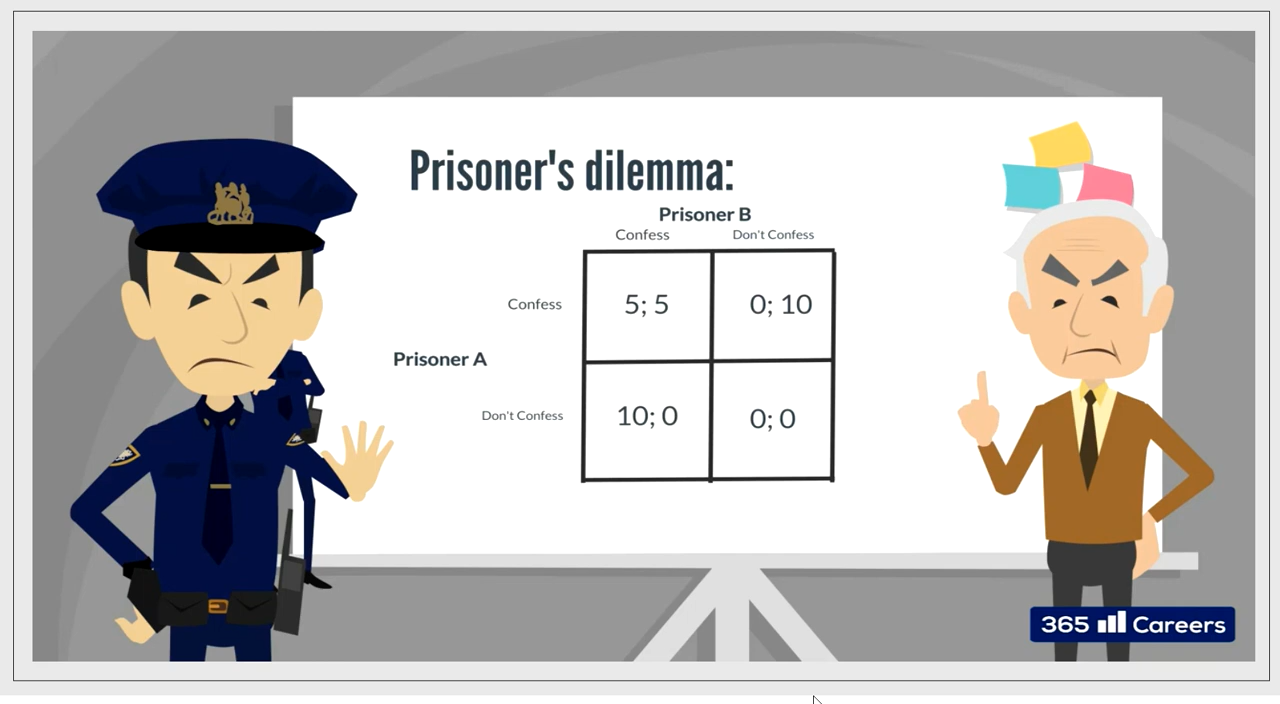 Prisoner's dilemma:
Prisoner B
Confess Don't Confess
Confess 5; 5 0; 10
Prisoner A
Don't Confess 10; 0 0; 0
365 Careers